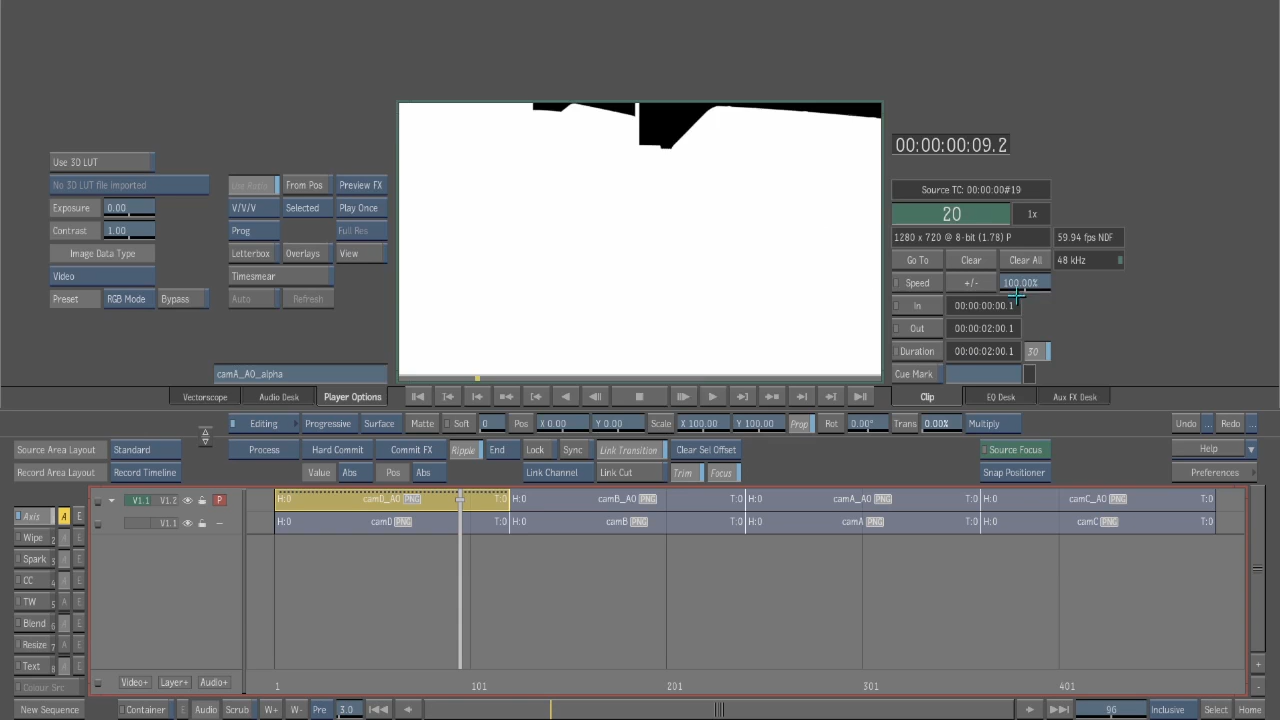 00:00:00:09.2
Use 3D LUT
No 3D LUT file imported
Exposure 0.00
Contrast 1.00
Image Data Type
Video
Preset RGB Mode Bypass
From Pos Preview FX
V/V/V Selected Play Once
Prog Full Res
Letterbox Overlays View
Timesmear
Auto Refresh
Source TC: 00:00:00#19
20 1x
1280 x 720 @ 8-bit (1.78) P 59.94 fps NDF
Go To Clear Clear All 48 kHz
Speed +/- 100.00%
In 00:00:00:00.1
Out 00:00:02:00.1
Duration 00:00:02:00.1 30
Cue Mark
camA_A0_alpha
Vectorscope Audio Desk Player Options Clip EQ Desk Aux FX Desk
Editing Progressive Surface Matte Soft 0 Pos X 0.00 Y 0.00 Scale X 100.00 Y 100.00 Prop Rot 0.00° Trans 0.00% Multiply Undo ... Redo ...
Source Area Layout Standard Process Hard Commit Commit FX Ripple End Lock Sync Link Transition Clear Sel Offset Source Focus Help
Record Area Layout Record Timeline Value Abs Pos Abs Link Channel Link Cut Trim Focus Snap Positioner Preferences
V1.1 V1.2 P H:0 camD_A0 PNG T:0 H:0 camB_A0 PNG T:0 H:0 camA_A0 PNG T:0 H:0 camC_A0 PNG T:0
V1.1 H:0 camD PNG T:0 H:0 camB PNG T:0 H:0 camA PNG T:0 H:0 camC PNG T:0
Axis A E
Wipe 2 E
Spark 3 E
CC 4 E
TW 5 A E
Blend 6 E
Resize 7 A E
Text 8
Colour Src
Video+ Layer+ Audio+ 1 101 201 301 401
New Sequence Container E Audio Scrub W+ W- Pre 3.0 96 Inclusive Select Home